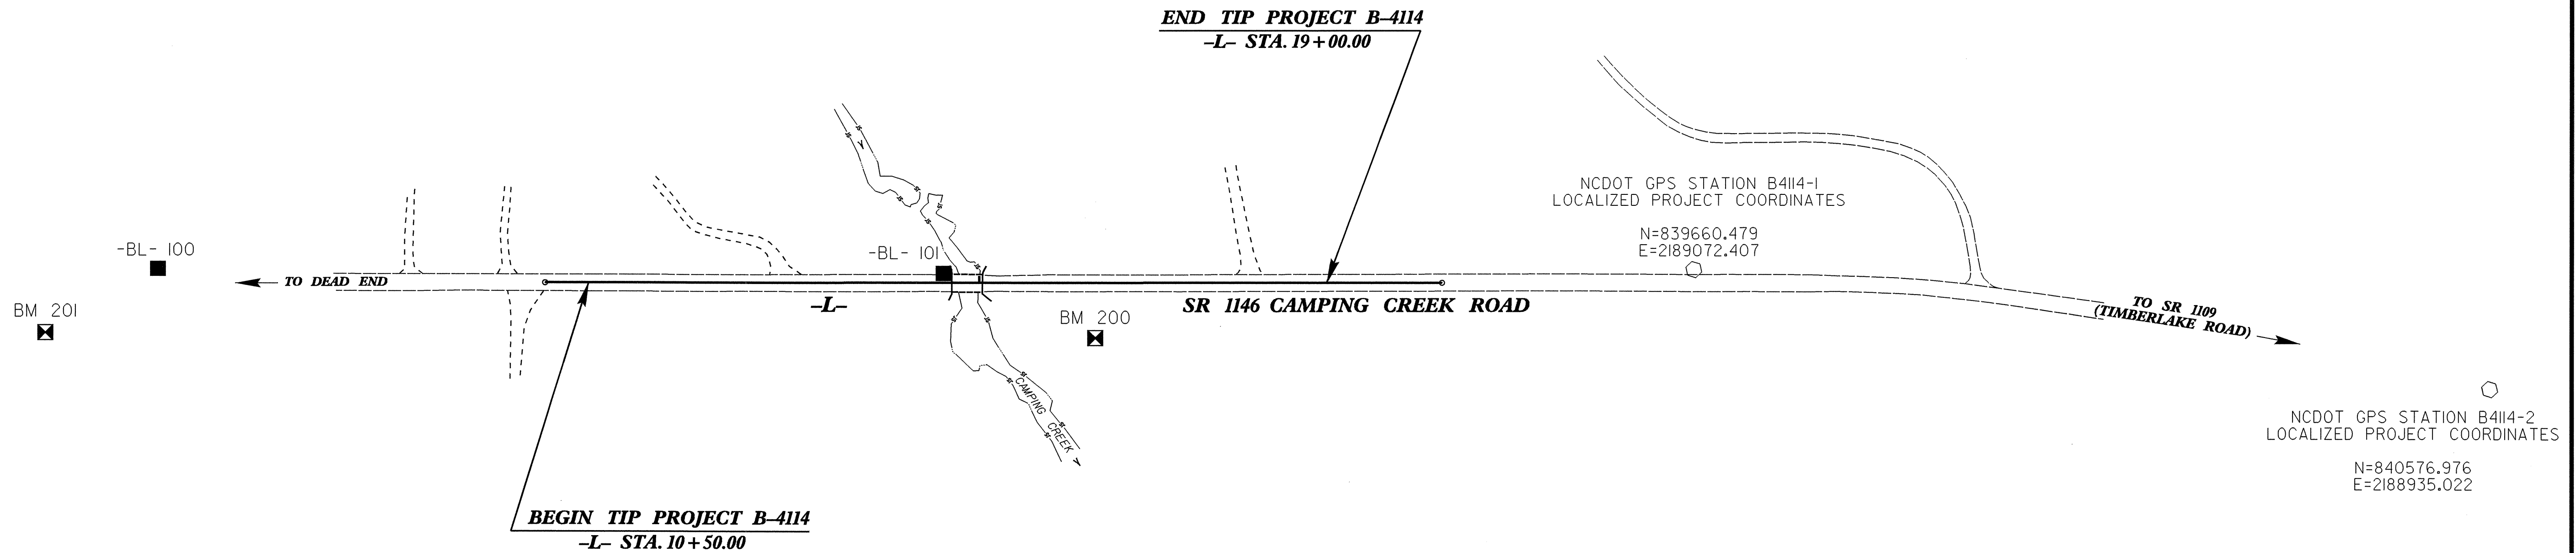 END TIP PROJECT B-4114
-L- STA. 19+00.00
NCDOT GPS STATION B4114-1
LOCALIZED PROJECT COORDINATES
N=839660.479
E=2189072.407
-BL- 100
-BL- 101
TO DEAD END
BM 201
-L-
SR 1146 CAMPING CREEK ROAD
BM 200
TO SR 1109
(TIMBERLAKE ROAD)
CAMPING
CREEK
NCDOT GPS STATION B4114-2
LOCALIZED PROJECT COORDINATES
N=840576.976
E=2188935.022
BEGIN TIP PROJECT B-4114
-L- STA. 10+50.00